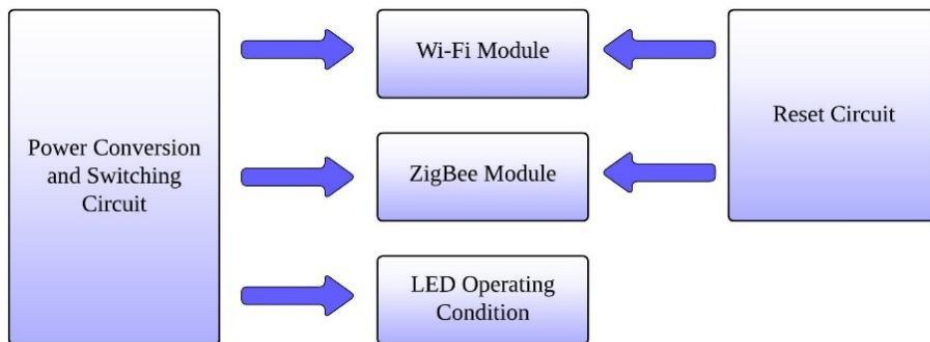 Power Conversion
and Switching
Circuit
Wi-Fi Module
ZigBee Module
LED Operating
Condition
Reset Circuit